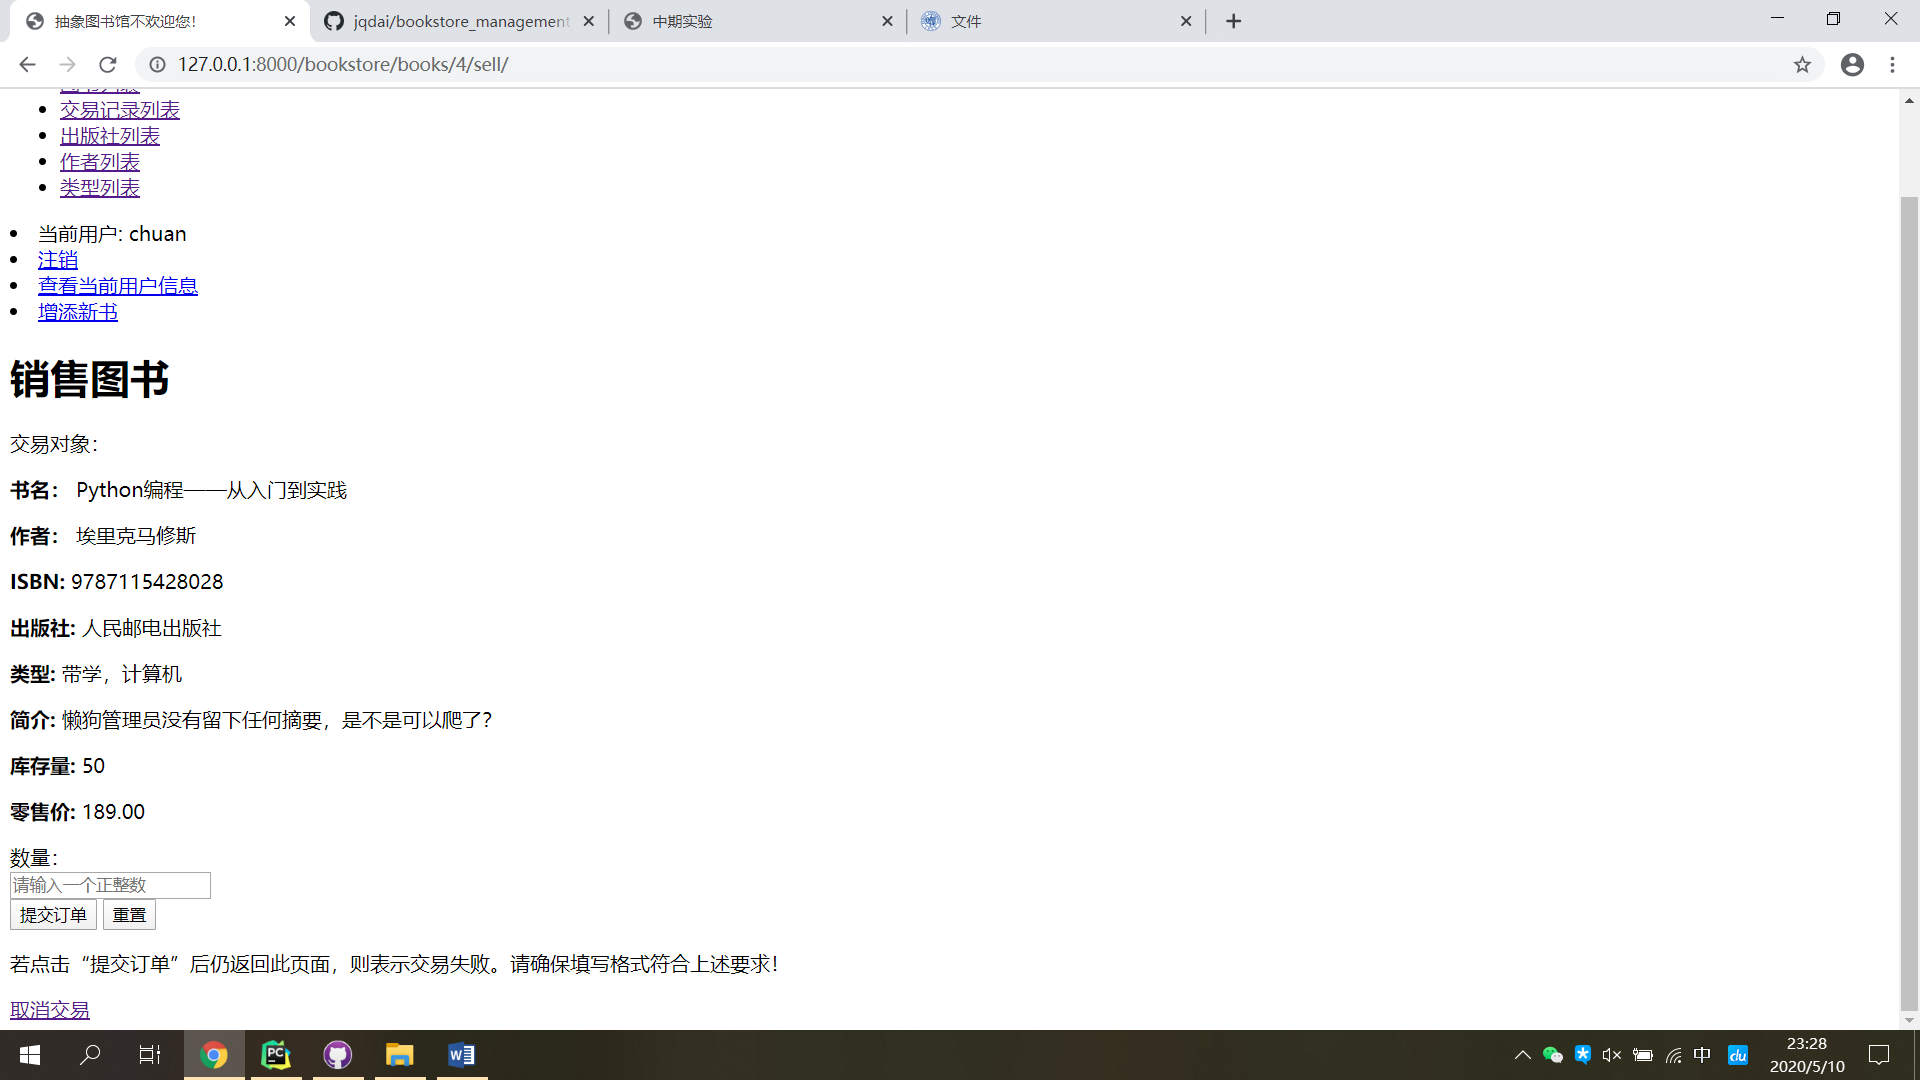 抽象图书馆不欢迎您!
jqdai/bookstore_management
中期实验
文件
127.0.0.1:8000/bookstore/books/4/sell/
交易记录列表
出版社列表
作者列表
类型列表
当前用户: chuan
注销
查看当前用户信息
增添新书
销售图书
交易对象：
书名： Python编程——从入门到实践
作者： 埃里克马修斯
ISBN: 9787115428028
出版社: 人民邮电出版社
类型: 带学，计算机
简介: 懒狗管理员没有留下任何摘要，是不是可以爬了？
库存量: 50
零售价: 189.00
数量：
请输入一个正整数
提交订单 重置
若点击“提交订单”后仍返回此页面，则表示交易失败。请确保填写格式符合上述要求！
取消交易
中
du
23:28
2020/5/10